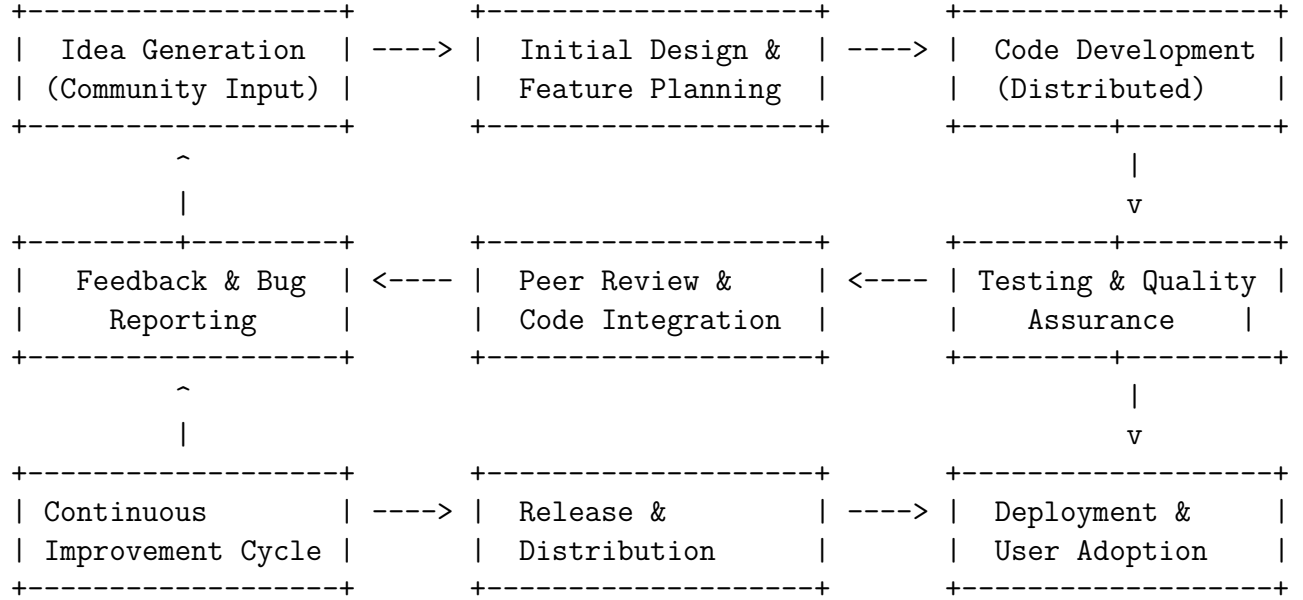 Idea Generation
(Community Input)
Initial Design &
Feature Planning
Code Development
(Distributed)
Feedback & Bug
Reporting
Peer Review &
Code Integration
Testing & Quality
Assurance
Continuous
Improvement Cycle
Release &
Distribution
Deployment &
User Adoption